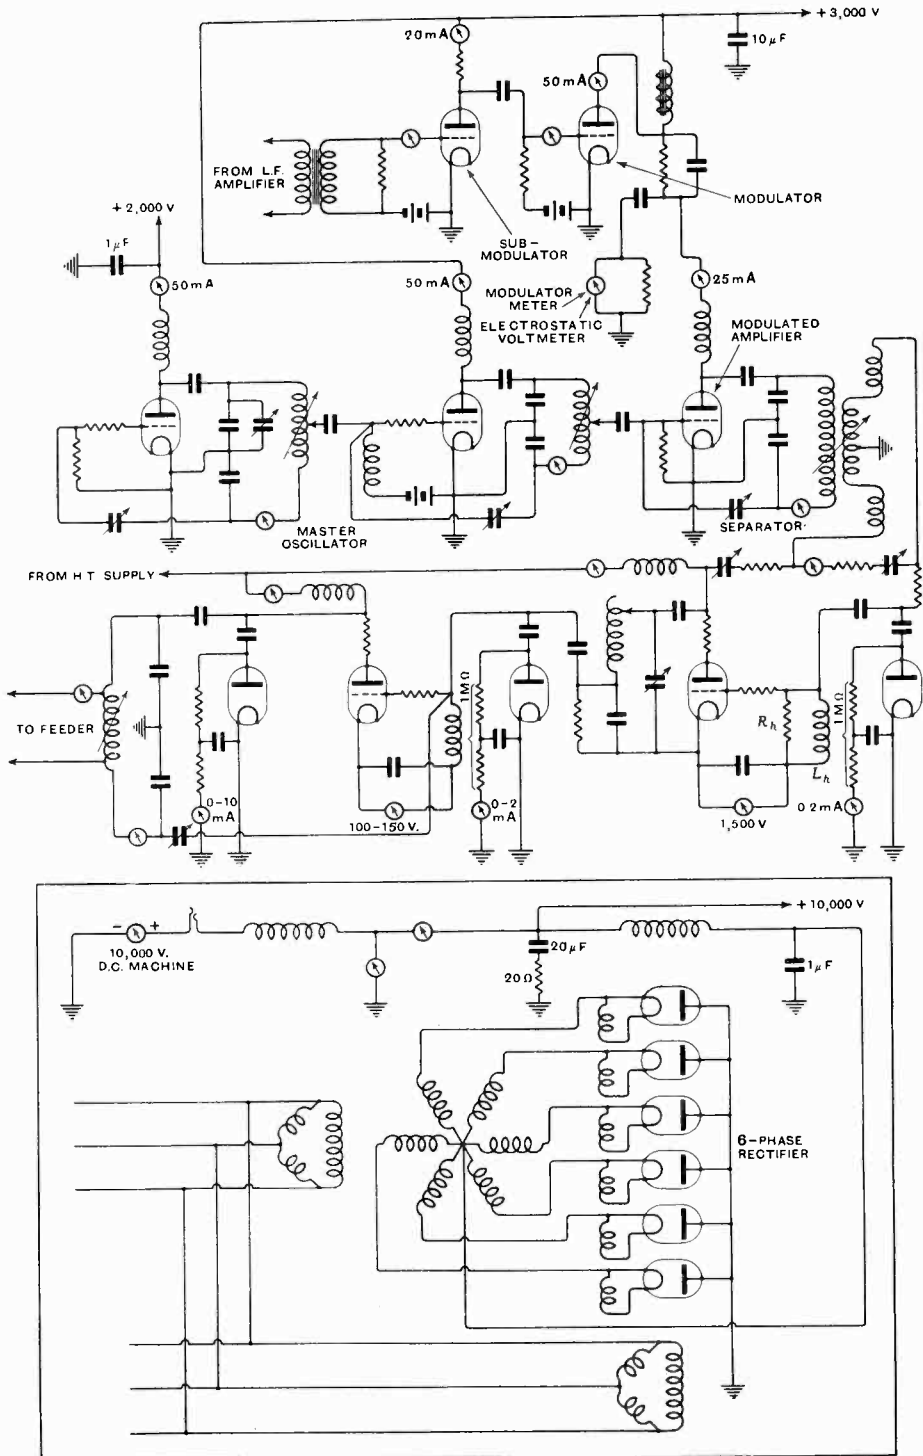 + 3,000 V
20 mA
10 µF
50 mA
FROM L.F.
AMPLIFIER
MODULATOR
+ 2,000 V
SUB-
MODULATOR
1 µF
50 mA
50 mA
25 mA
MODULATOR
METER
ELECTROSTATIC
VOLTMETER
MODULATED
AMPLIFIER
MASTER
OSCILLATOR
SEPARATOR
FROM H T SUPPLY
1 MΩ
1 MΩ
TO FEEDER
Rh
Lh
0-10
mA
100-150 V.
0-2
mA
1,500 V
0 2 mA
+ 10,000 V
- +
10,000 V.
D.C. MACHINE
20 µF
20 Ω
1 µF
6-PHASE
RECTIFIER